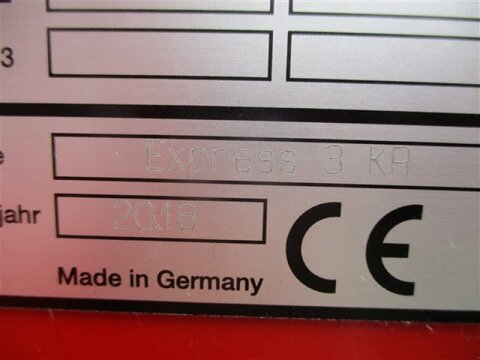 3
e Express 3 KR
jahr 2018
Made in Germany CE